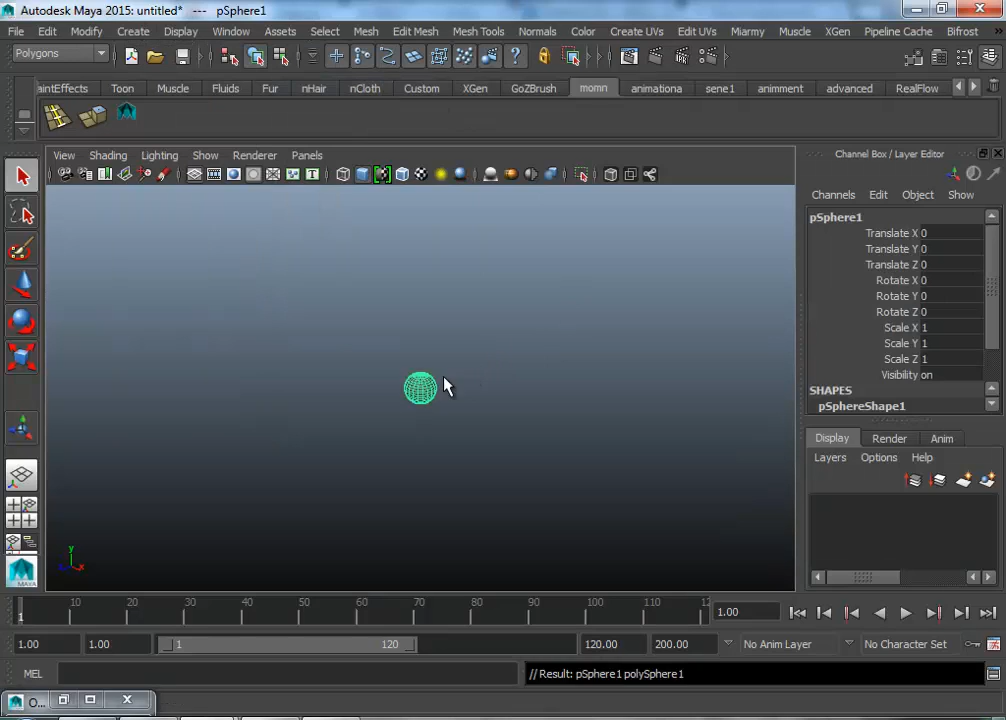 Autodesk Maya 2015: untitled* --- pSphere1
File Edit Modify Create Display Window Assets Select Mesh Edit Mesh Mesh Tools Normals Color Create UVs Edit UVs Miarmy Muscle XGen Pipeline Cache Bifrost
Polygons
aintEffects Toon Muscle Fluids Fur nHair nCloth Custom XGen GoZBrush momn animationa sene1 animment advanced RealFlow
View Shading Lighting Show Renderer Panels
Channel Box / Layer Editor
Channels Edit Object Show
pSphere1
Translate X 0
Translate Y 0
Translate Z 0
Rotate X 0
Rotate Y 0
Rotate Z 0
Scale X 1
Scale Y 1
Scale Z 1
Visibility on
SHAPES
pSphereShape1
Display Render Anim
Layers Options Help
y
x
MAYA
1 10 20 30 40 50 60 70 80 90 100 110 12
1.00
1.00 1.00 1 120 120.00 200.00 No Anim Layer No Character Set
MEL // Result: pSphere1 polySphere1
O...